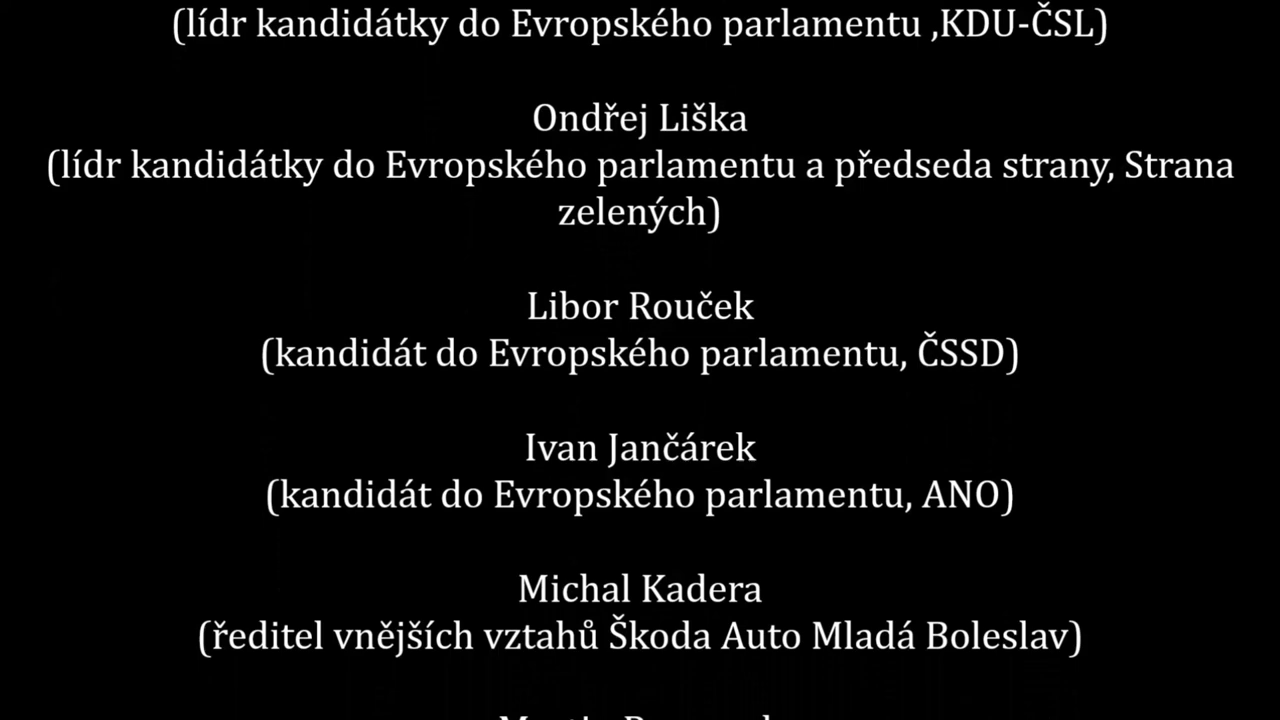 (lídr kandidátky do Evropského parlamentu ,KDU-ČSL)
Ondřej Liška
(lídr kandidátky do Evropského parlamentu a předseda strany, Strana
zelených)
Libor Rouček
(kandidát do Evropského parlamentu, ČSSD)
Ivan Jančárek
(kandidát do Evropského parlamentu, ANO)
Michal Kadera
(ředitel vnějších vztahů Škoda Auto Mladá Boleslav)